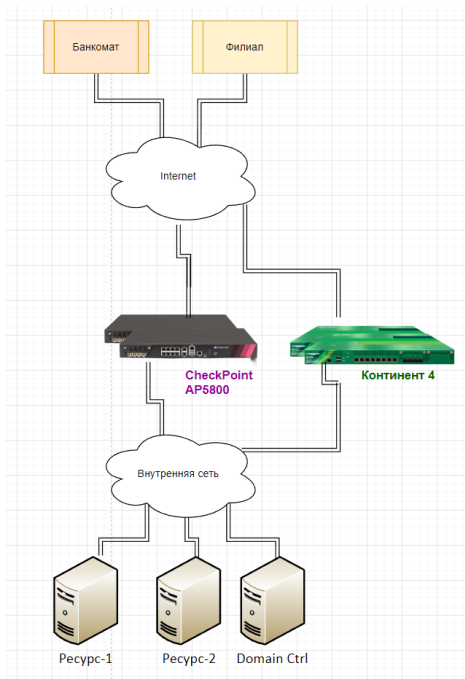 Банкомат
Филиал
Internet
CheckPoint
AP5800
Континент 4
Внутренняя сеть
Ресурс-1
Ресурс-2
Domain Ctrl